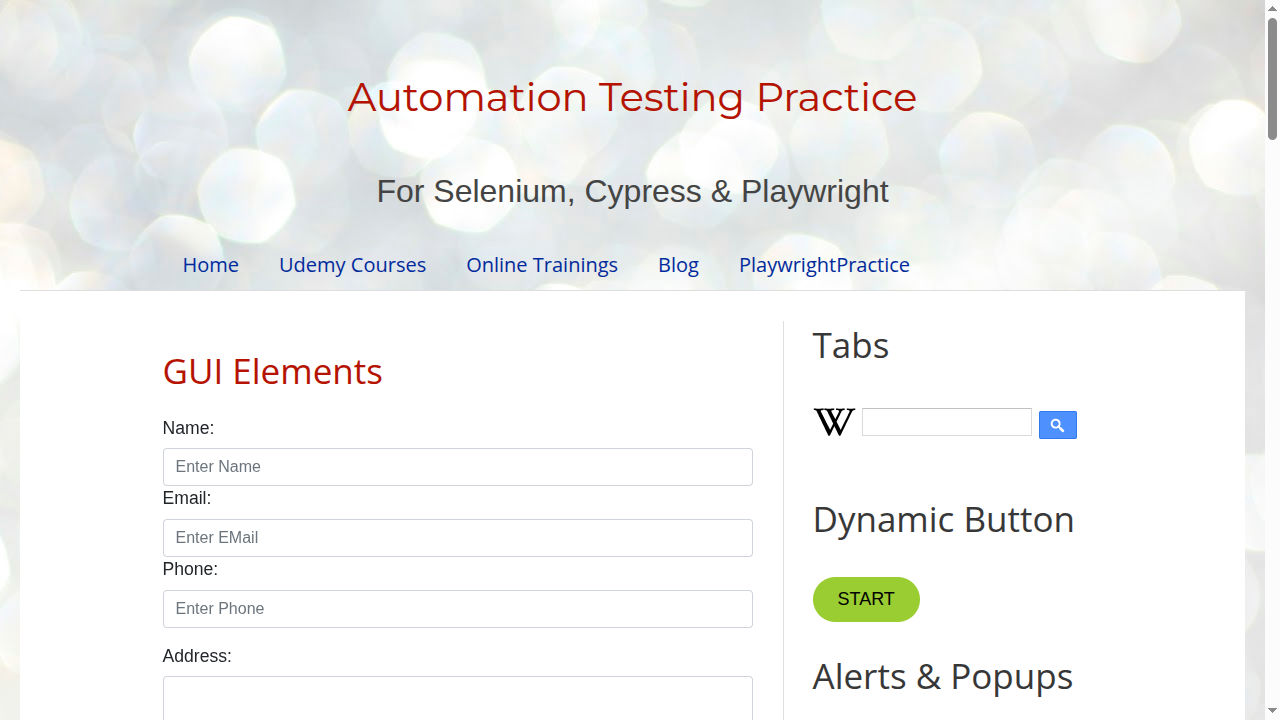 Automation Testing Practice
For Selenium, Cypress & Playwright
Home Udemy Courses Online Trainings Blog PlaywrightPractice
GUI Elements
Name:
Enter Name
Email:
Enter EMail
Phone:
Enter Phone
Address:
Tabs
W
Dynamic Button
START
Alerts & Popups